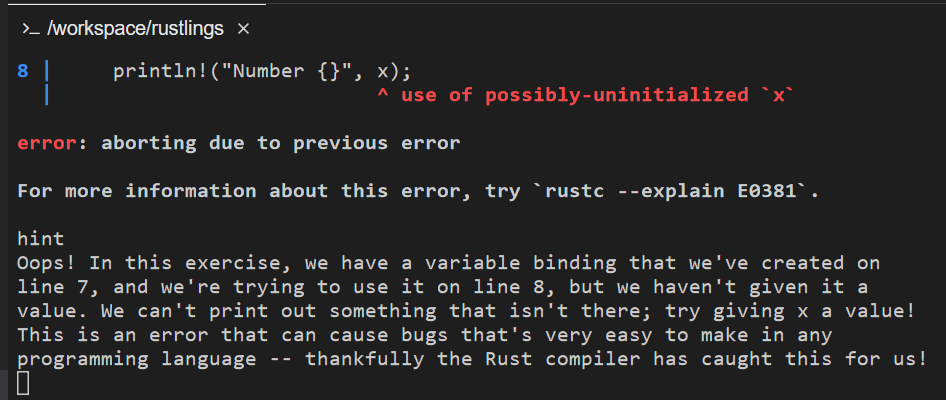 >_ /workspace/rustlings ×
8 |     println!("Number {}", x);
  |                           ^ use of possibly-uninitialized `x`
error: aborting due to previous error
For more information about this error, try `rustc --explain E0381`.
hint
Oops! In this exercise, we have a variable binding that we've created on
line 7, and we're trying to use it on line 8, but we haven't given it a
value. We can't print out something that isn't there; try giving x a value!
This is an error that can cause bugs that's very easy to make in any
programming language -- thankfully the Rust compiler has caught this for us!